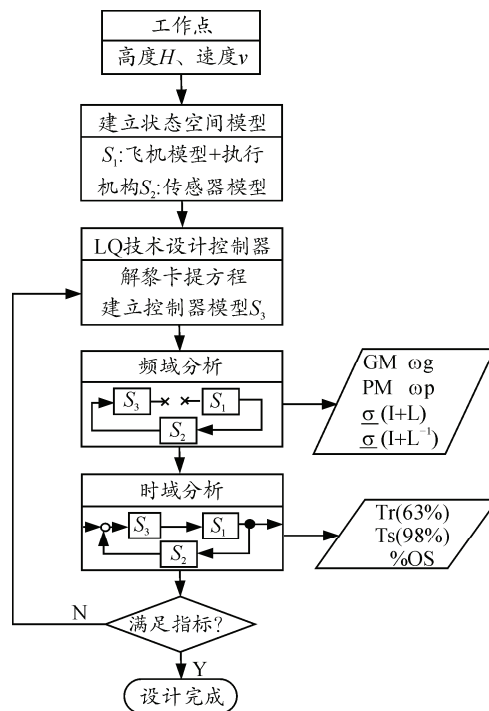 工作点
高度H、速度v
建立状态空间模型
S₁:飞机模型+执行
机构S₂:传感器模型
LQ技术设计控制器
解黎卡提方程
建立控制器模型S₃
频域分析
S₃
S₁
S₂
GM ωg
PM ωp
σ(I+L)
σ(I+L⁻¹)
时域分析
S₃
S₁
S₂
Tr(63%)
Ts(98%)
%OS
N
满足指标?
Y
设计完成